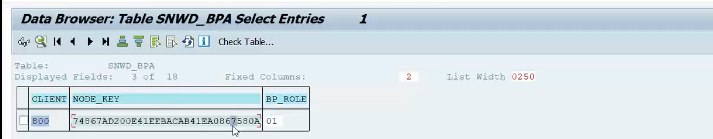 Data Browser: Table SNWD_BPA Select Entries 1
Check Table...
Table: SNWD_BPA
Displayed Fields: 3 of 18 Fixed Columns: 2 List Width 0250
CLIENT NODE_KEY BP_ROLE
800 74867AD200E41EEBACAB41EA0867580A 01